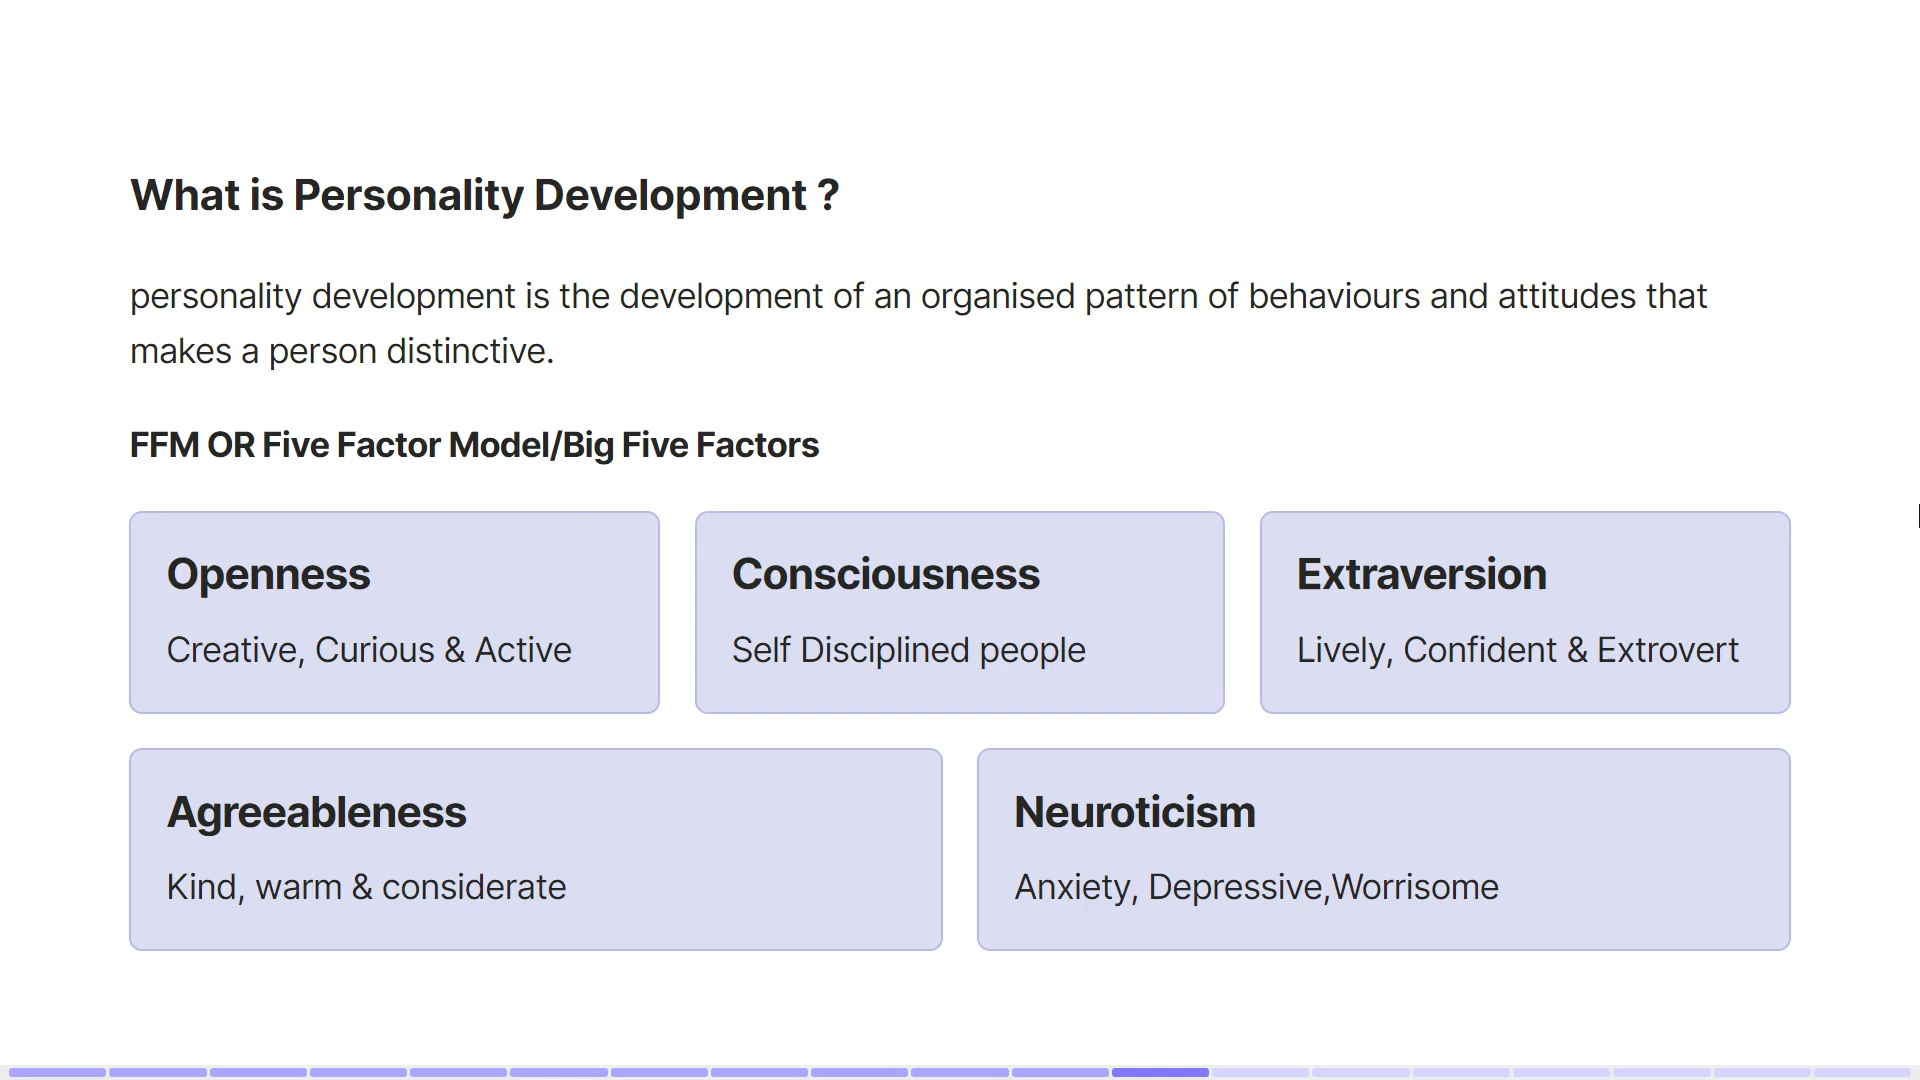 What is Personality Development ?
personality development is the development of an organised pattern of behaviours and attitudes that
makes a person distinctive.
FFM OR Five Factor Model/Big Five Factors
Openness
Creative, Curious & Active
Consciousness
Self Disciplined people
Extraversion
Lively, Confident & Extrovert
Agreeableness
Kind, warm & considerate
Neuroticism
Anxiety, Depressive,Worrisome